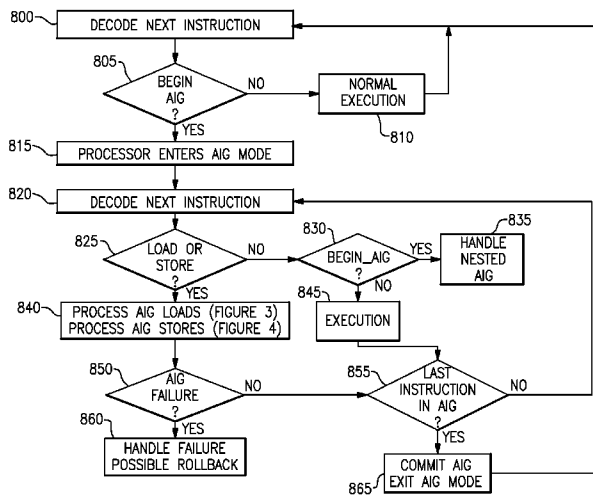 800
DECODE NEXT INSTRUCTION
805
BEGIN
AIG
?
NO
YES
NORMAL
EXECUTION
810
815
PROCESSOR ENTERS AIG MODE
820
DECODE NEXT INSTRUCTION
825
LOAD OR
STORE
?
NO
YES
830
BEGIN_AIG
?
YES
NO
835
HANDLE
NESTED
AIG
840
PROCESS AIG LOADS (FIGURE 3)
PROCESS AIG STORES (FIGURE 4)
845
EXECUTION
850
AIG
FAILURE
?
NO
YES
855
LAST
INSTRUCTION
IN AIG
?
NO
YES
860
HANDLE FAILURE
POSSIBLE ROLLBACK
COMMIT AIG
EXIT AIG MODE
865